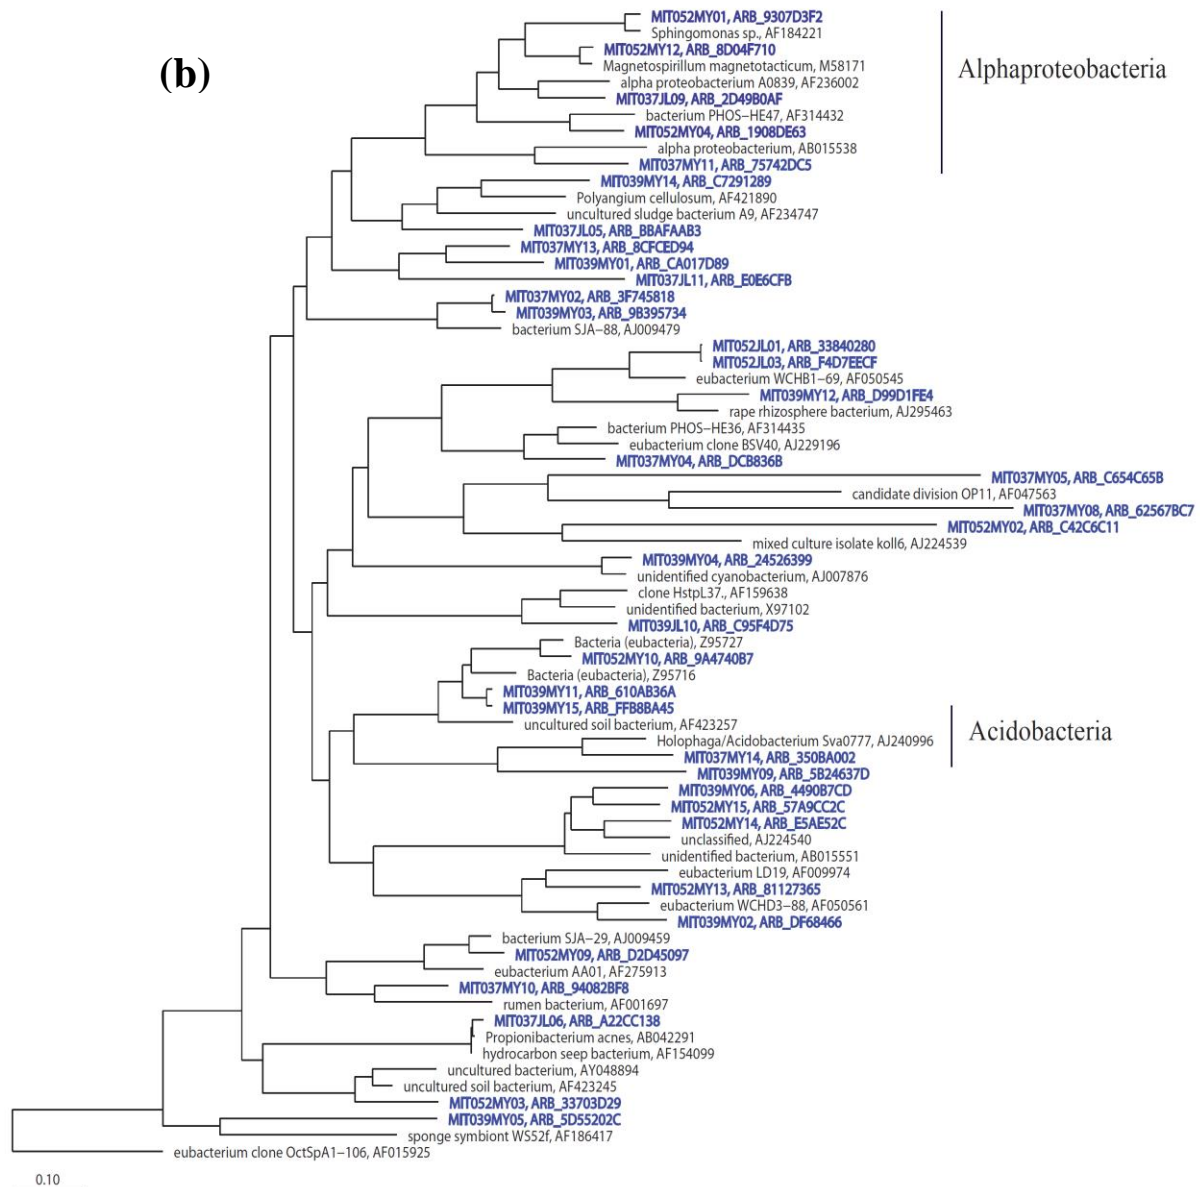 (b)
MIT052MY01, ARB_9307D3F2
Sphingomonas sp., AF184221
MIT052MY12, ARB_8D04F710
Magnetospirillum magnetotacticum, M58171
alpha proteobacterium A0839, AF236002
MIT037JL09, ARB_2D49B0AF
bacterium PHOS-HE47, AF314432
MIT052MY04, ARB_1908DE63
alpha proteobacterium, AB015538
MIT037MY11, ARB_75742DC5
Alphaproteobacteria
MIT039MY14, ARB_C7291289
Polyangium cellulosum, AF421890
uncultured sludge bacterium A9, AF234747
MIT037JL05, ARB_BBAFAAB3
MIT037MY13, ARB_8CFCED94
MIT039MY01, ARB_CA017D89
MIT037JL11, ARB_E0E6CFB
MIT037MY02, ARB_3F745818
MIT039MY03, ARB_9B395734
bacterium SJA-88, AJ009479
MIT052JL01, ARB_33840280
MIT052JL03, ARB_F4D7EECF
eubacterium WCHB1-69, AF050545
MIT039MY12, ARB_D99D1FE4
rape rhizosphere bacterium, AJ295463
bacterium PHOS-HE36, AF314435
eubacterium clone BSV40, AJ229196
MIT037MY04, ARB_DCB836B
MIT037MY05, ARB_C654C65B
candidate division OP11, AF047563
MIT037MY08, ARB_62567BC7
MIT052MY02, ARB_C42C6C11
mixed culture isolate koll6, AJ224539
MIT039MY04, ARB_24526399
unidentified cyanobacterium, AJ007876
clone HstpL37., AF159638
unidentified bacterium, X97102
MIT039JL10, ARB_C95F4D75
Bacteria (eubacteria), Z95727
MIT052MY10, ARB_9A4740B7
Bacteria (eubacteria), Z95716
MIT039MY11, ARB_610AB36A
MIT039MY15, ARB_FFB8BA45
uncultured soil bacterium, AF423257
Holophaga/Acidobacterium Sva0777, AJ240996
MIT037MY14, ARB_350BA002
MIT039MY09, ARB_5B24637D
Acidobacteria
MIT039MY06, ARB_4490B7CD
MIT052MY15, ARB_57A9CC2C
MIT052MY14, ARB_E5AE52C
unclassified, AJ224540
unidentified bacterium, AB015551
eubacterium LD19, AF009974
MIT052MY13, ARB_81127365
eubacterium WCHD3-88, AF050561
MIT039MY02, ARB_DF68466
bacterium SJA-29, AJ009459
MIT052MY09, ARB_D2D45097
eubacterium AA01, AF275913
MIT037MY10, ARB_94082BF8
rumen bacterium, AF001697
MIT037JL06, ARB_A22CC138
Propionibacterium acnes, AB042291
hydrocarbon seep bacterium, AF154099
uncultured bacterium, AY048894
uncultured soil bacterium, AF423245
MIT052MY03, ARB_33703D29
MIT039MY05, ARB_5D55202C
sponge symbiont WS52f, AF186417
eubacterium clone OctSpA1-106, AF015925
0.10